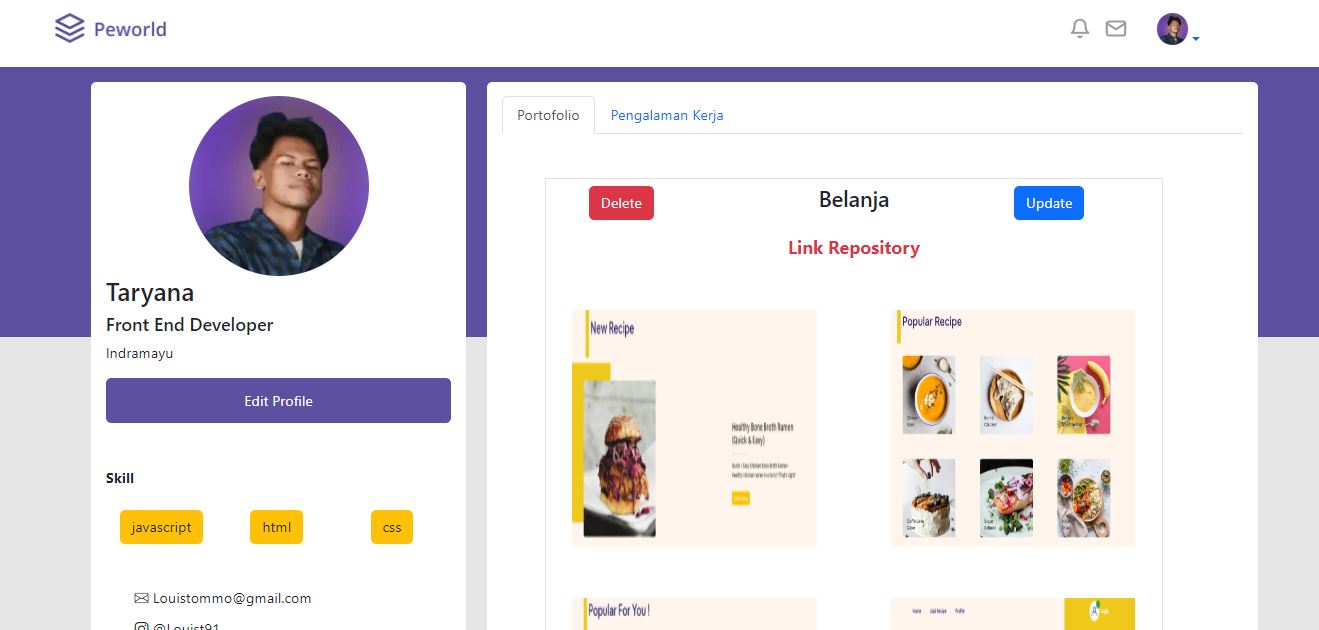 Peworld
Taryana
Front End Developer
Indramayu
Edit Profile
Skill
javascript
html
css
Louistommo@gmail.com
@Louist91
Portofolio
Pengalaman Kerja
Delete
Belanja
Update
Link Repository
New Recipe
Healthy Bone Broth Ramen
(Quick & Easy)
Popular Recipe
Popular For You !
Home
Add Recipe
Profile